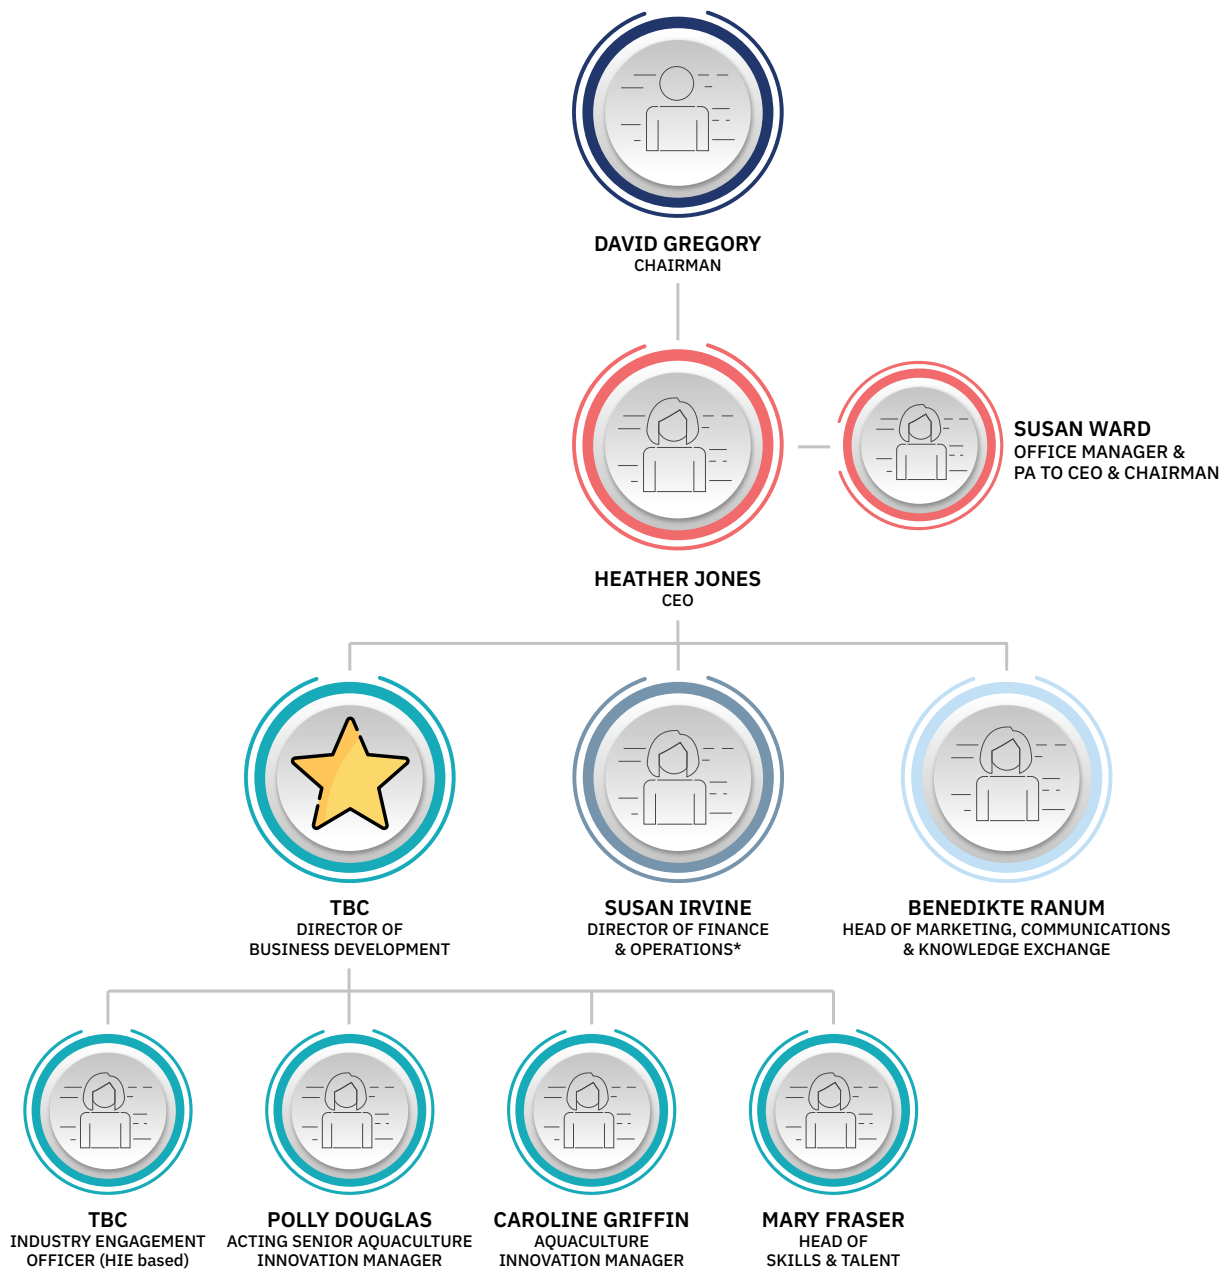 DAVID GREGORY
CHAIRMAN
SUSAN WARD
OFFICE MANAGER &
PA TO CEO & CHAIRMAN
HEATHER JONES
CEO
TBC
DIRECTOR OF
BUSINESS DEVELOPMENT
SUSAN IRVINE
DIRECTOR OF FINANCE
& OPERATIONS*
BENEDIKTE RANUM
HEAD OF MARKETING, COMMUNICATIONS
& KNOWLEDGE EXCHANGE
TBC
INDUSTRY ENGAGEMENT
OFFICER (HIE based)
POLLY DOUGLAS
ACTING SENIOR AQUACULTURE
INNOVATION MANAGER
CAROLINE GRIFFIN
AQUACULTURE
INNOVATION MANAGER
MARY FRASER
HEAD OF
SKILLS & TALENT